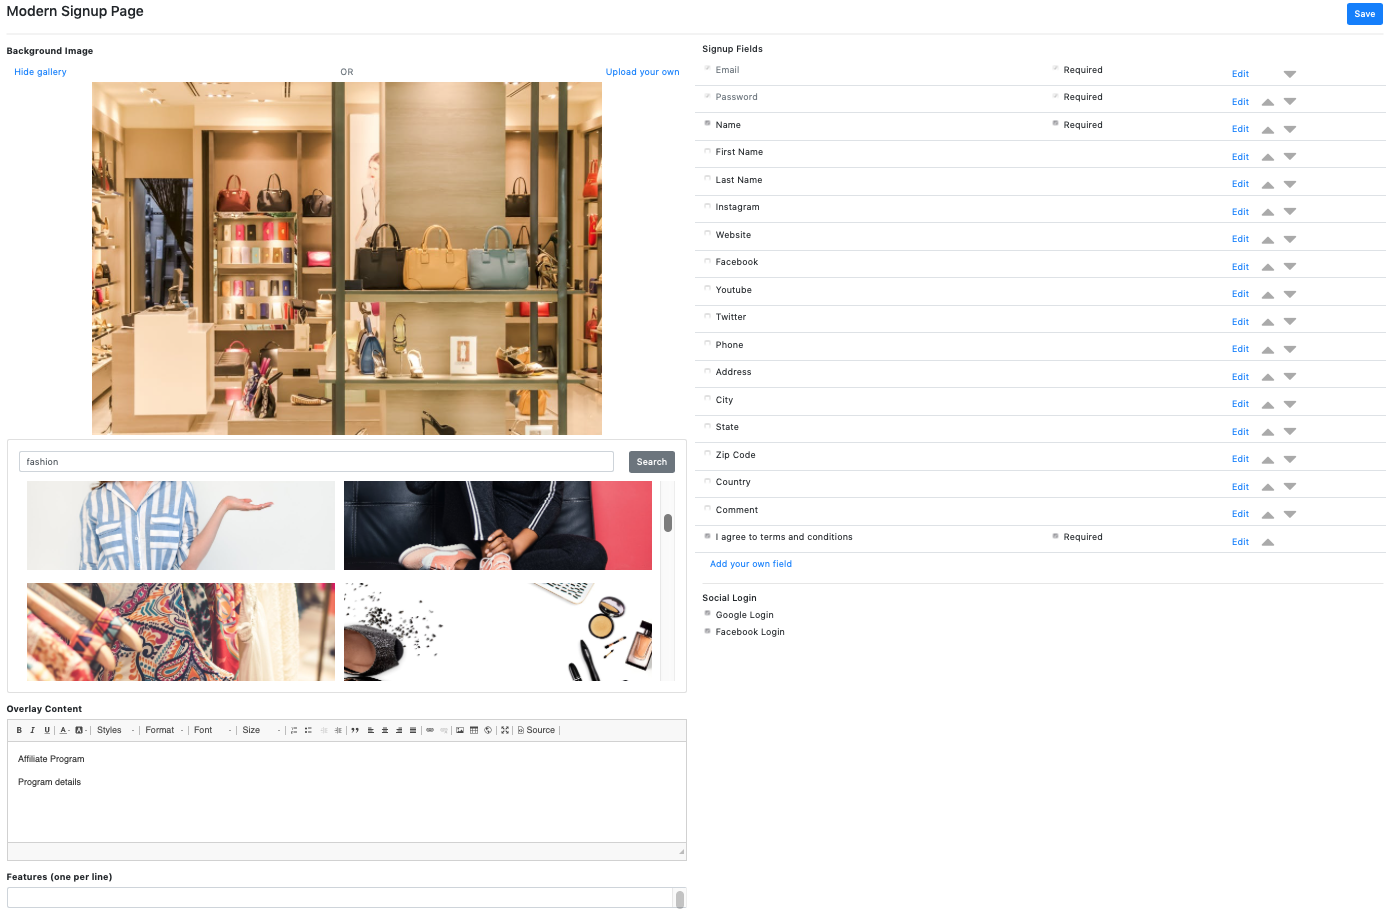 Modern Signup Page
Save
Background Image
Hide gallery
OR
Upload your own
fashion
Search
Overlay Content
B I U A A Styles Format Font Size Source
Affiliate Program
Program details
Features (one per line)
Signup Fields
Email Required Edit
Password Required Edit
Name Required Edit
First Name Edit
Last Name Edit
Instagram Edit
Website Edit
Facebook Edit
Youtube Edit
Twitter Edit
Phone Edit
Address Edit
City Edit
State Edit
Zip Code Edit
Country Edit
Comment Edit
I agree to terms and conditions Required Edit
Add your own field
Social Login
Google Login
Facebook Login